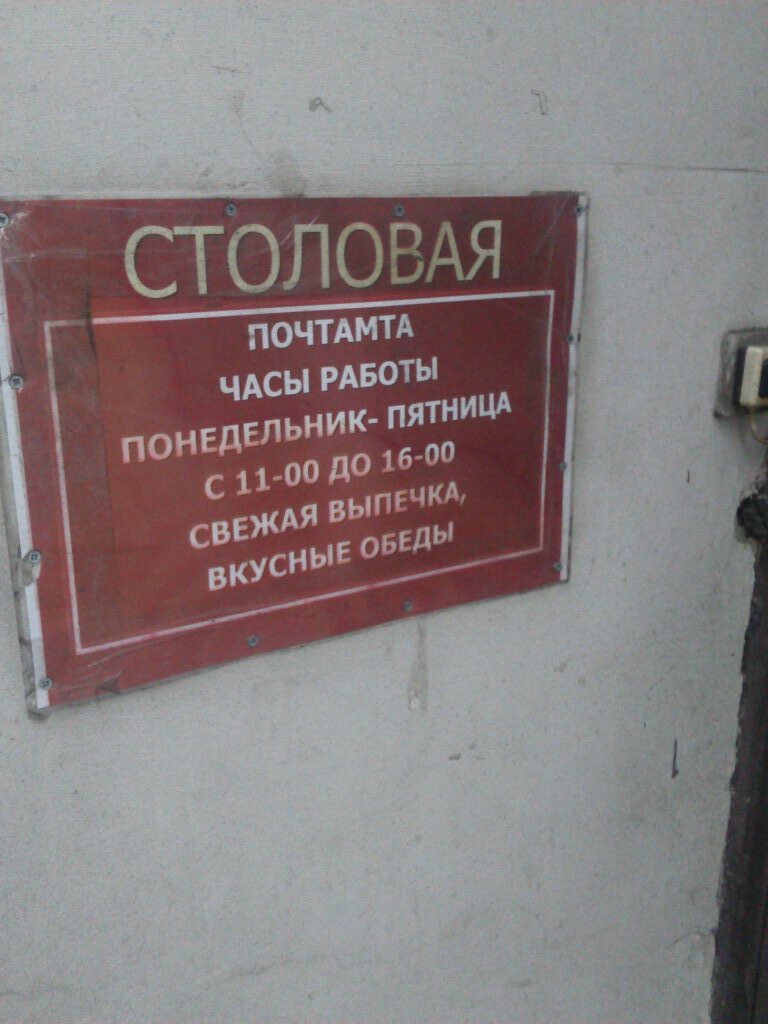 СТОЛОВАЯ
ПОЧТАМТА
ЧАСЫ РАБОТЫ
ПОНЕДЕЛЬНИК- ПЯТНИЦА
С 11-00 ДО 16-00
СВЕЖАЯ ВЫПЕЧКА,
ВКУСНЫЕ ОБЕДЫ